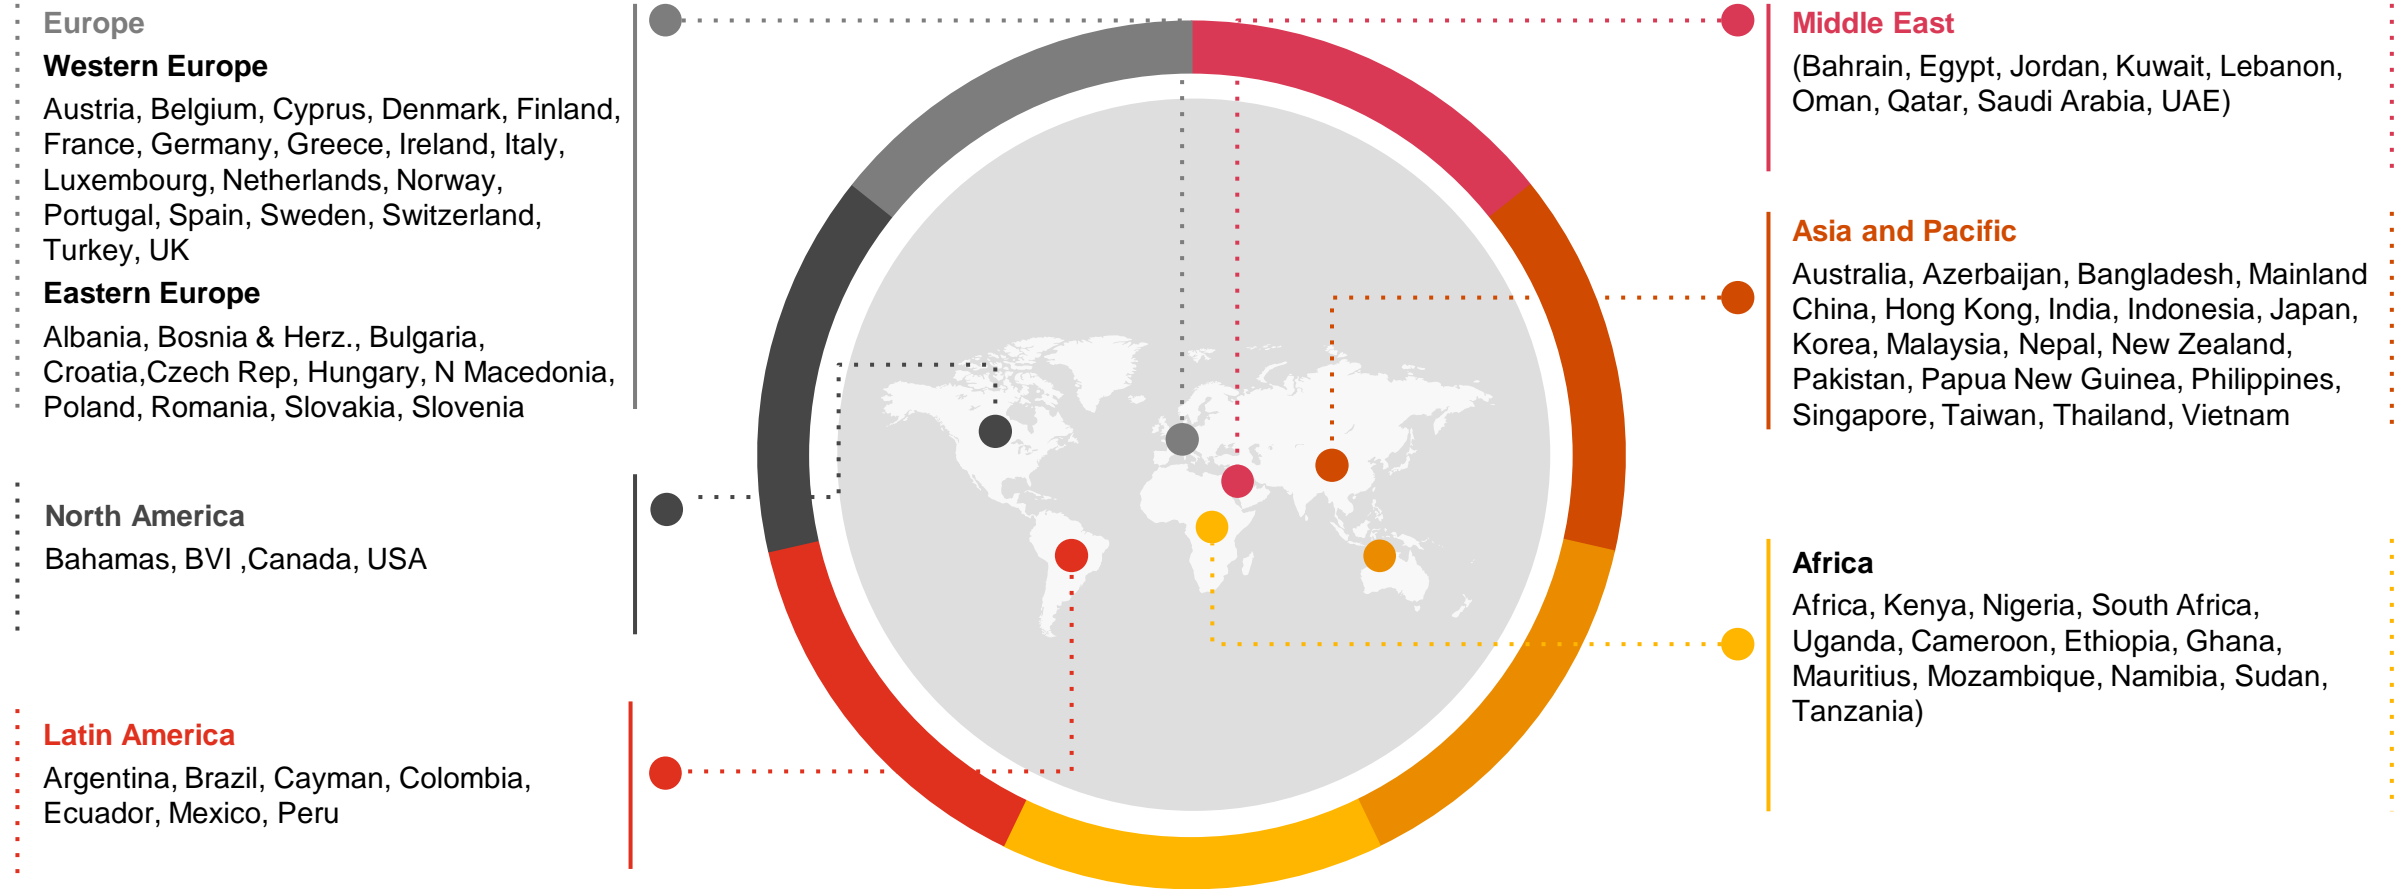 Europe
Western Europe
Austria, Belgium, Cyprus, Denmark, Finland,
France, Germany, Greece, Ireland, Italy,
Luxembourg, Netherlands, Norway,
Portugal, Spain, Sweden, Switzerland,
Turkey, UK
Eastern Europe
Albania, Bosnia & Herz., Bulgaria,
Croatia,Czech Rep, Hungary, N Macedonia,
Poland, Romania, Slovakia, Slovenia
North America
Bahamas, BVI ,Canada, USA
Latin America
Argentina, Brazil, Cayman, Colombia,
Ecuador, Mexico, Peru
Middle East
(Bahrain, Egypt, Jordan, Kuwait, Lebanon,
Oman, Qatar, Saudi Arabia, UAE)
Asia and Pacific
Australia, Azerbaijan, Bangladesh, Mainland
China, Hong Kong, India, Indonesia, Japan,
Korea, Malaysia, Nepal, New Zealand,
Pakistan, Papua New Guinea, Philippines,
Singapore, Taiwan, Thailand, Vietnam
Africa
Africa, Kenya, Nigeria, South Africa,
Uganda, Cameroon, Ethiopia, Ghana,
Mauritius, Mozambique, Namibia, Sudan,
Tanzania)